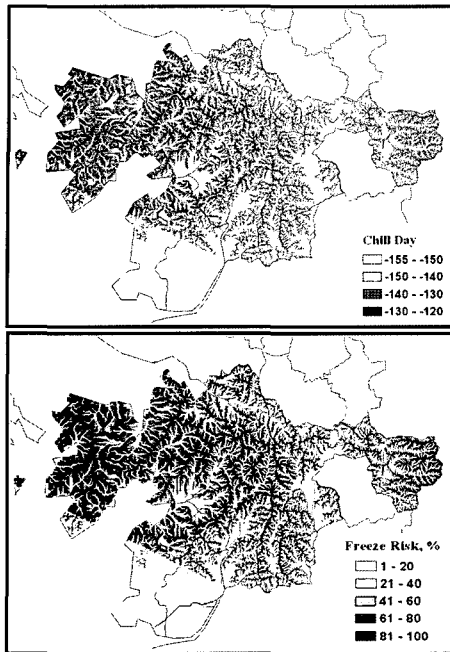 Chill Day
-155 - -150
-150 - -140
-140 - -130
-130 - -120
Freeze Risk, %
1 - 20
21 - 40
41 - 60
61 - 80
81 - 100